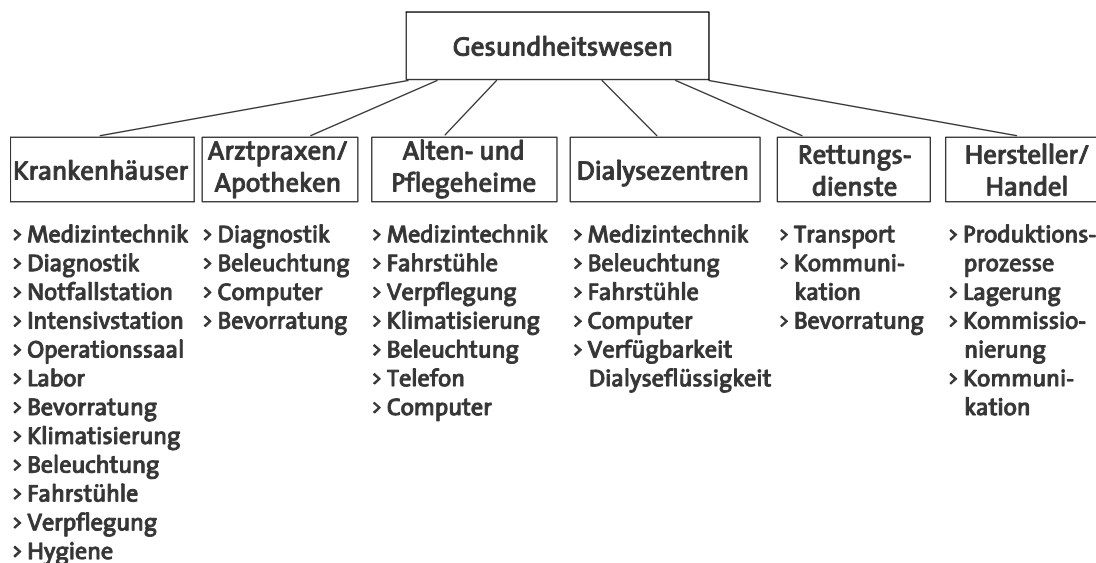 Gesundheitswesen
Krankenhäuser
> Medizintechnik
> Diagnostik
> Notfallstation
> Intensivstation
> Operationssaal
> Labor
> Bevorratung
> Klimatisierung
> Beleuchtung
> Fahrstühle
> Verpflegung
> Hygiene
Arztpraxen/
Apotheken
> Diagnostik
> Beleuchtung
> Computer
> Bevorratung
Alten- und
Pflegeheime
> Medizintechnik
> Fahrstühle
> Verpflegung
> Klimatisierung
> Beleuchtung
> Telefon
> Computer
Dialysezentren
> Medizintechnik
> Beleuchtung
> Fahrstühle
> Computer
> Verfügbarkeit
Dialyseflüssigkeit
Rettungs-
dienste
> Transport
> Kommuni-
kation
> Bevorratung
Hersteller/
Handel
> Produktions-
prozesse
> Lagerung
> Kommissio-
nierung
> Kommuni-
kation